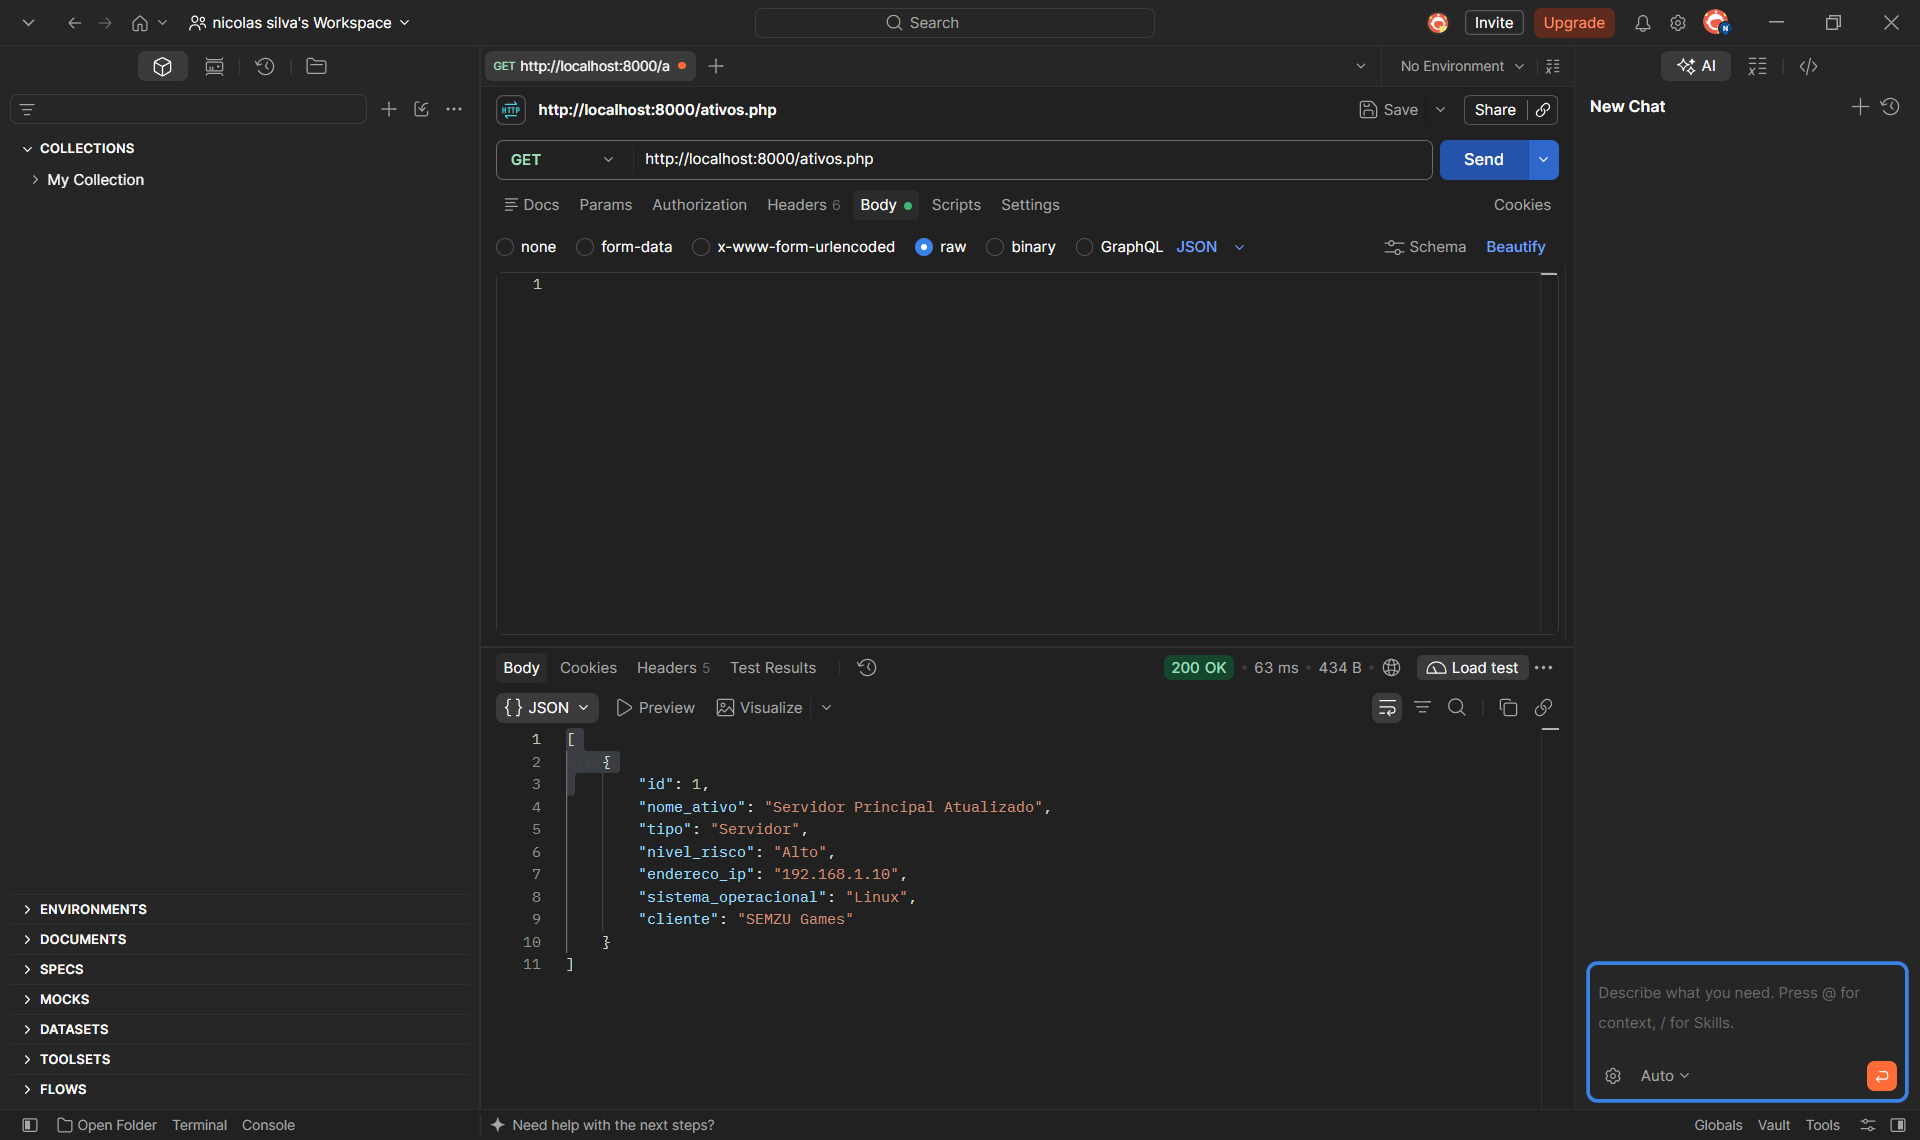 nicolas silva's Workspace
Search
Invite
Upgrade
N
GET http://localhost:8000/a
No Environment
AI
HTTP
http://localhost:8000/ativos.php
Save
Share
New Chat
COLLECTIONS
My Collection
GET
http://localhost:8000/ativos.php
Send
Docs
Params
Authorization
Headers 6
Body
Scripts
Settings
Cookies
none
form-data
x-www-form-urlencoded
raw
binary
GraphQL
JSON
Schema
Beautify
1
Body
Cookies
Headers 5
Test Results
200 OK
63 ms
434 B
Load test
{} JSON
Preview
Visualize
1 [
2 {
3 "id": 1,
4 "nome_ativo": "Servidor Principal Atualizado",
5 "tipo": "Servidor",
6 "nivel_risco": "Alto",
7 "endereco_ip": "192.168.1.10",
8 "sistema_operacional": "Linux",
9 "cliente": "SEMZU Games"
10 }
11 ]
ENVIRONMENTS
DOCUMENTS
SPECS
MOCKS
DATASETS
TOOLSETS
FLOWS
Describe what you need. Press @ for
context, / for Skills.
Auto
Open Folder
Terminal
Console
Need help with the next steps?
Globals
Vault
Tools